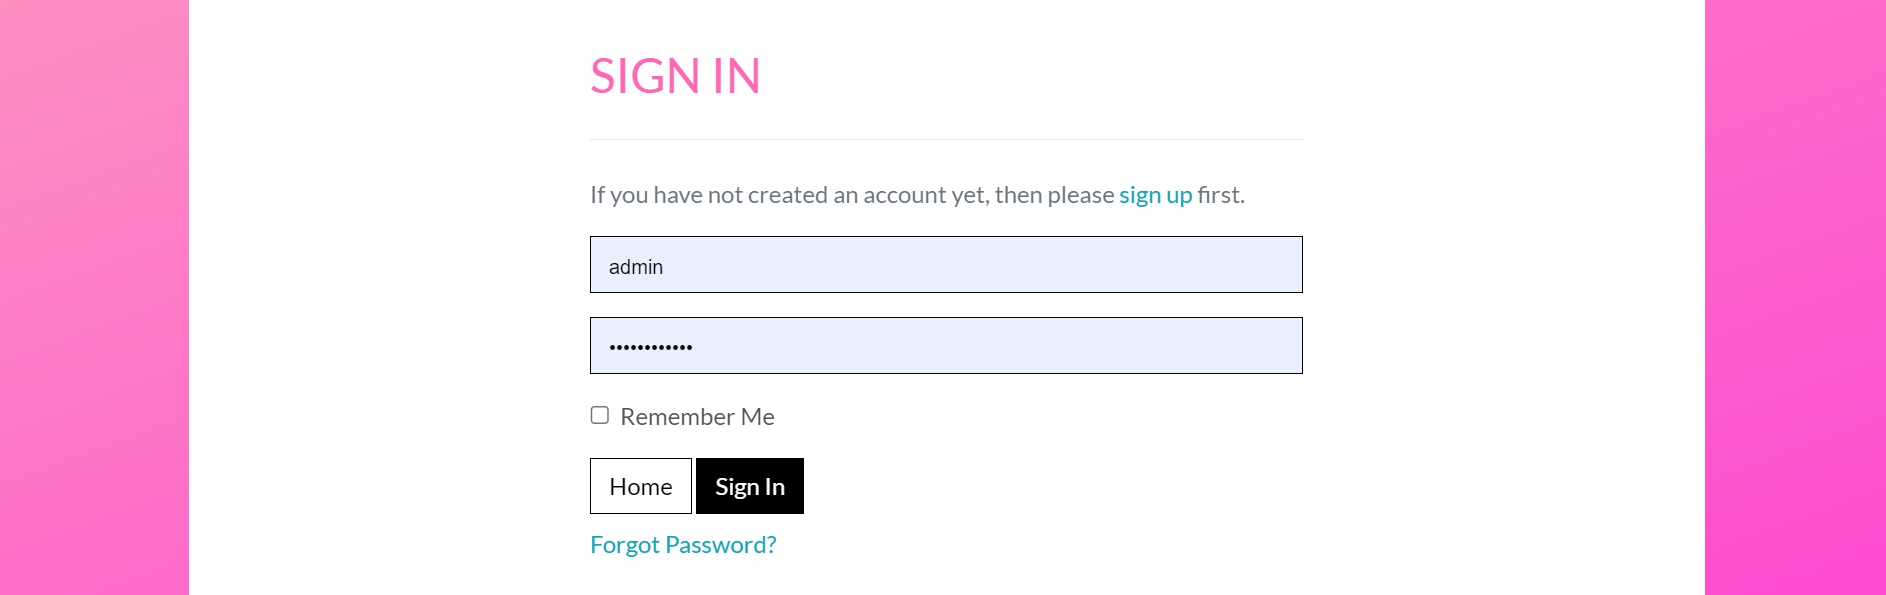 SIGN IN
If you have not created an account yet, then please sign up first.
admin
••••••••••••
Remember Me
Home
Sign In
Forgot Password?